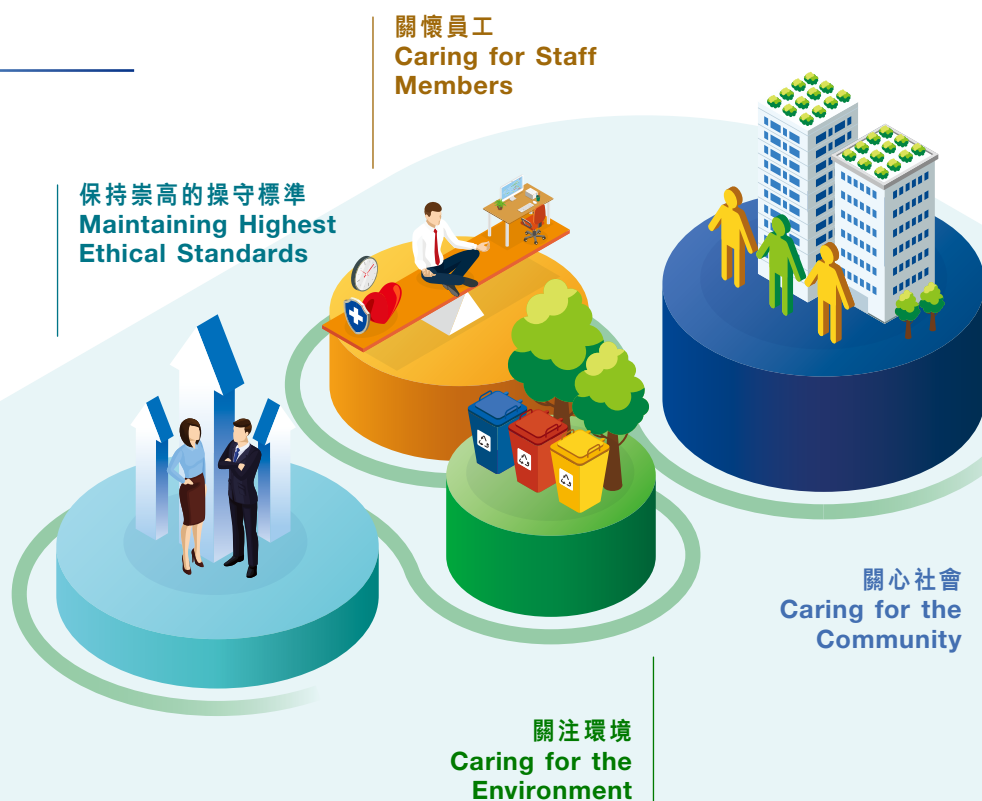 關懷員工
Caring for Staff
Members
保持崇高的操守標準
Maintaining Highest
Ethical Standards
關心社會
Caring for the
Community
關注環境
Caring for the
Environment